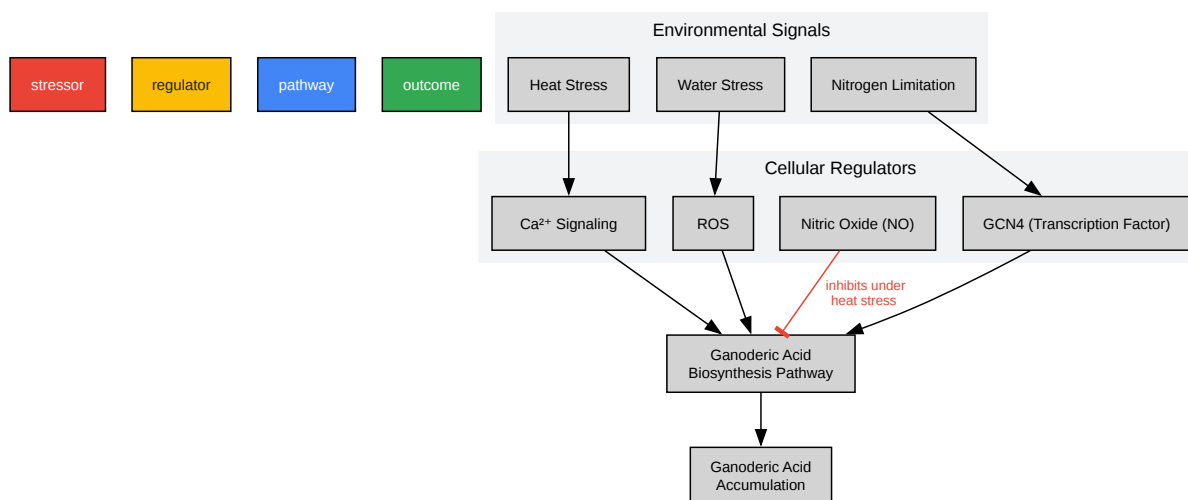 Environmental Signals
stressor
regulator
pathway
outcome
Heat Stress
Water Stress
Nitrogen Limitation
Cellular Regulators
Ca²⁺ Signaling
ROS
Nitric Oxide (NO)
GCN4 (Transcription Factor)
inhibits under
heat stress
Ganoderic Acid
Biosynthesis Pathway
Ganoderic Acid
Accumulation